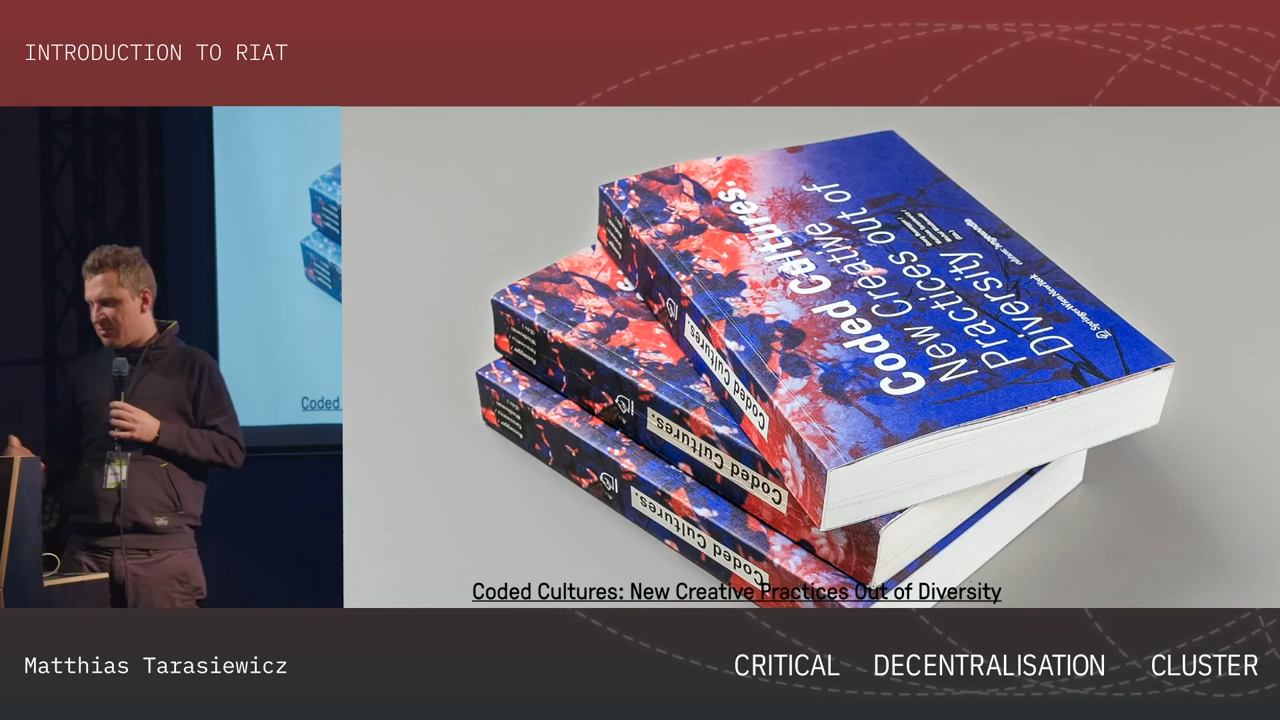 INTRODUCTION TO RIAT
Coded
Coded Cultures.
New Creative
Practices out of
Diversity
SpringerWienNewYork
Coded Cultures.
Coded Cultures.
Coded Cultures.
Coded Cultures: New Creative Practices Out of Diversity
Matthias Tarasiewicz
CRITICAL DECENTRALISATION CLUSTER